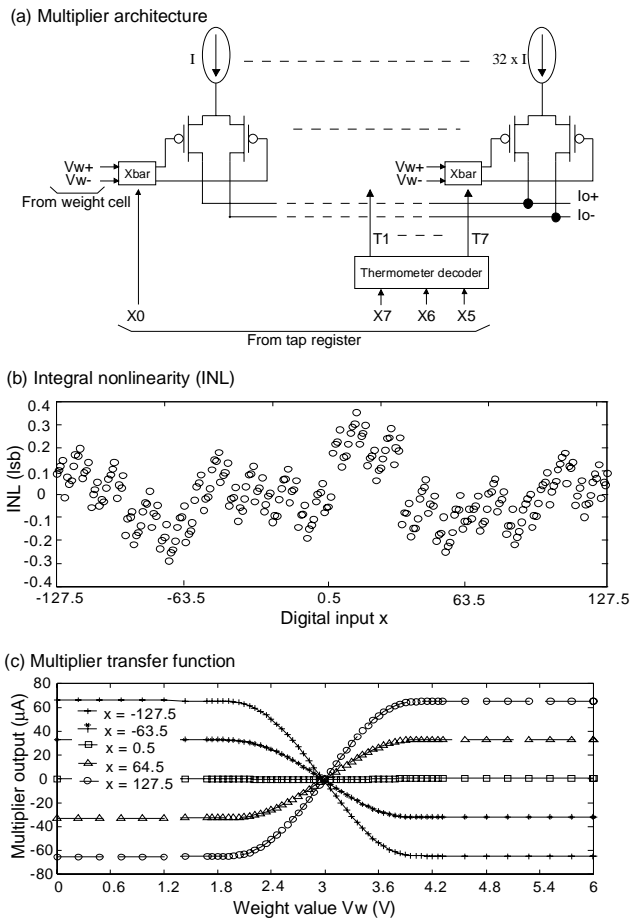 (a) Multiplier architecture
I
32 x I
Vw+
Vw-
Xbar
From weight cell
Vw+
Vw-
Xbar
Io+
Io-
T1
T7
Thermometer decoder
X0
X7
X6
X5
From tap register
(b) Integral nonlinearity (INL)
INL (lsb)
0.4
0.3
0.2
0.1
0
-0.1
-0.2
-0.3
-0.4
-127.5
-63.5
0.5
63.5
127.5
Digital input x
(c) Multiplier transfer function
Multiplier output (µA)
80
60
40
20
0
-20
-40
-60
-80
x = -127.5
x = -63.5
x = 0.5
x = 64.5
x = 127.5
0
0.6
1.2
1.8
2.4
3
3.6
4.2
4.8
5.4
6
Weight value Vw (V)